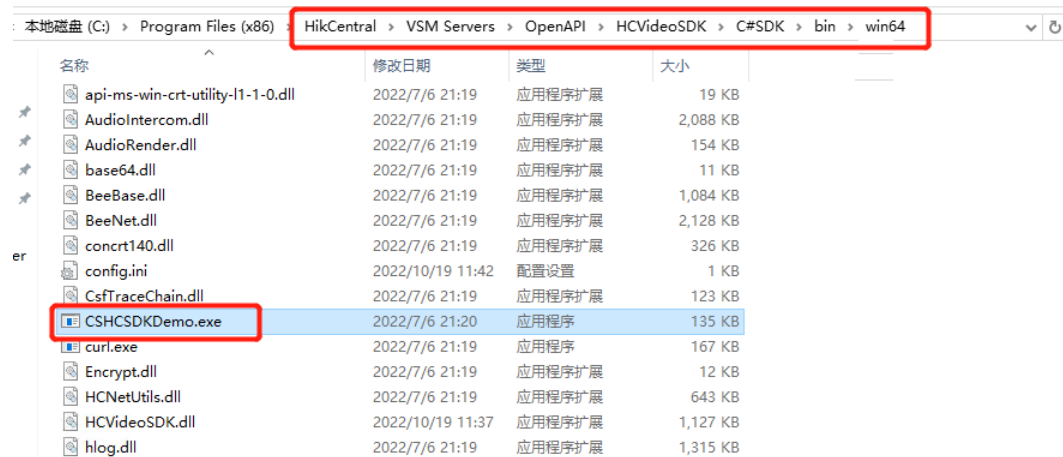 本地磁盘 (C:) › Program Files (x86) › HikCentral › VSM Servers › OpenAPI › HCVideoSDK › C#SDK › bin › win64
名称 修改日期 类型 大小
api-ms-win-crt-utility-l1-1-0.dll 2022/7/6 21:19 应用程序扩展 19 KB
AudioIntercom.dll 2022/7/6 21:19 应用程序扩展 2,088 KB
AudioRender.dll 2022/7/6 21:19 应用程序扩展 154 KB
base64.dll 2022/7/6 21:19 应用程序扩展 11 KB
BeeBase.dll 2022/7/6 21:19 应用程序扩展 1,084 KB
BeeNet.dll 2022/7/6 21:19 应用程序扩展 2,128 KB
concrt140.dll 2022/7/6 21:19 应用程序扩展 326 KB
er
config.ini 2022/10/19 11:42 配置设置 1 KB
CsfTraceChain.dll 2022/7/6 21:19 应用程序扩展 123 KB
CSHCSDKDemo.exe 2022/7/6 21:20 应用程序 135 KB
curl.exe 2022/7/6 21:19 应用程序 167 KB
Encrypt.dll 2022/7/6 21:19 应用程序扩展 12 KB
HCNetUtils.dll 2022/7/6 21:19 应用程序扩展 643 KB
HCVideoSDK.dll 2022/10/19 11:37 应用程序扩展 1,127 KB
hlog.dll 2022/7/6 21:19 应用程序扩展 1,315 KB